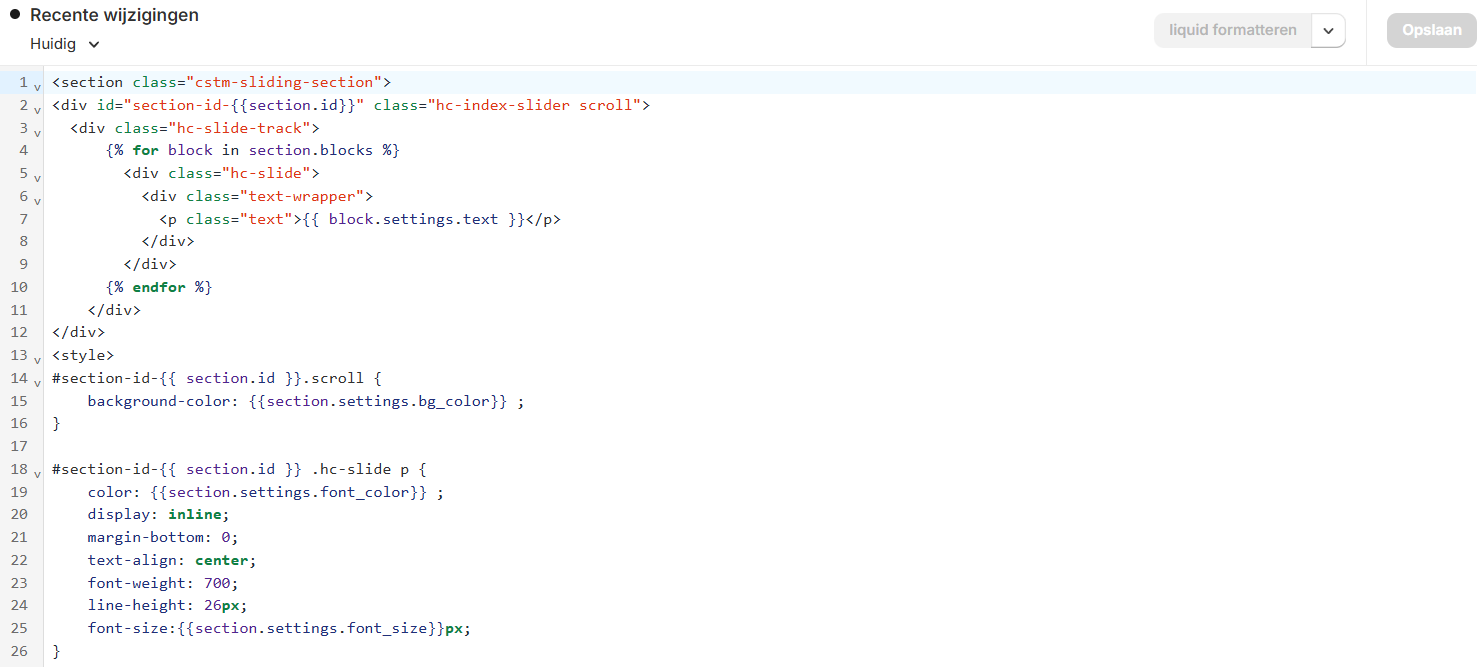 Recente wijzigingen
Huidig
liquid formatteren
Opslaan
1 <section class="cstm-sliding-section">
2 <div id="section-id-{{section.id}}" class="hc-index-slider scroll">
3   <div class="hc-slide-track">
4       {% for block in section.blocks %}
5         <div class="hc-slide">
6           <div class="text-wrapper">
7             <p class="text">{{ block.settings.text }}</p>
8           </div>
9         </div>
10       {% endfor %}
11     </div>
12 </div>
13 <style>
14 #section-id-{{ section.id }}.scroll {
15     background-color: {{section.settings.bg_color}} ;
16 }
17
18 #section-id-{{ section.id }} .hc-slide p {
19     color: {{section.settings.font_color}} ;
20     display: inline;
21     margin-bottom: 0;
22     text-align: center;
23     font-weight: 700;
24     line-height: 26px;
25     font-size:{{section.settings.font_size}}px;
26 }